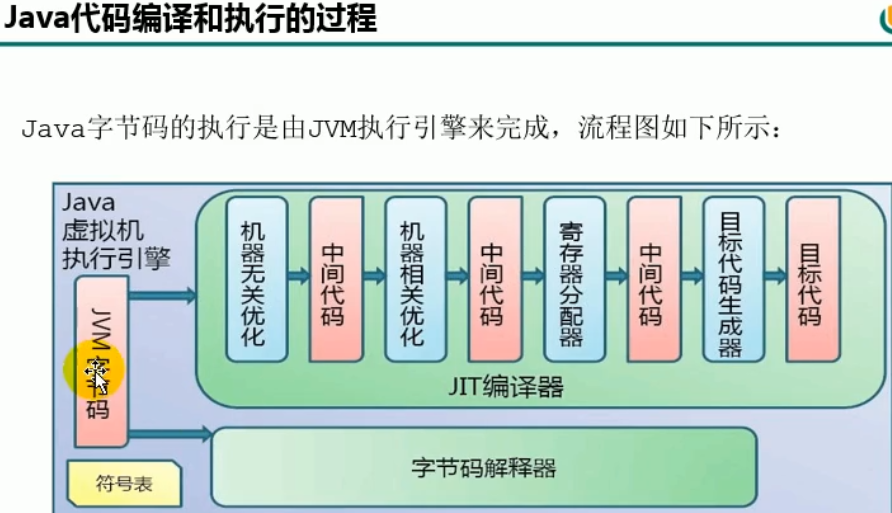 Java代码编译和执行的过程
Java字节码的执行是由JVM执行引擎来完成，流程图如下所示：
Java
虚拟机
执行引擎
JVM字节码
机器无关优化
中间代码
机器相关优化
中间代码
寄存器分配器
中间代码
目标代码生成器
目标代码
JIT编译器
字节码解释器
符号表